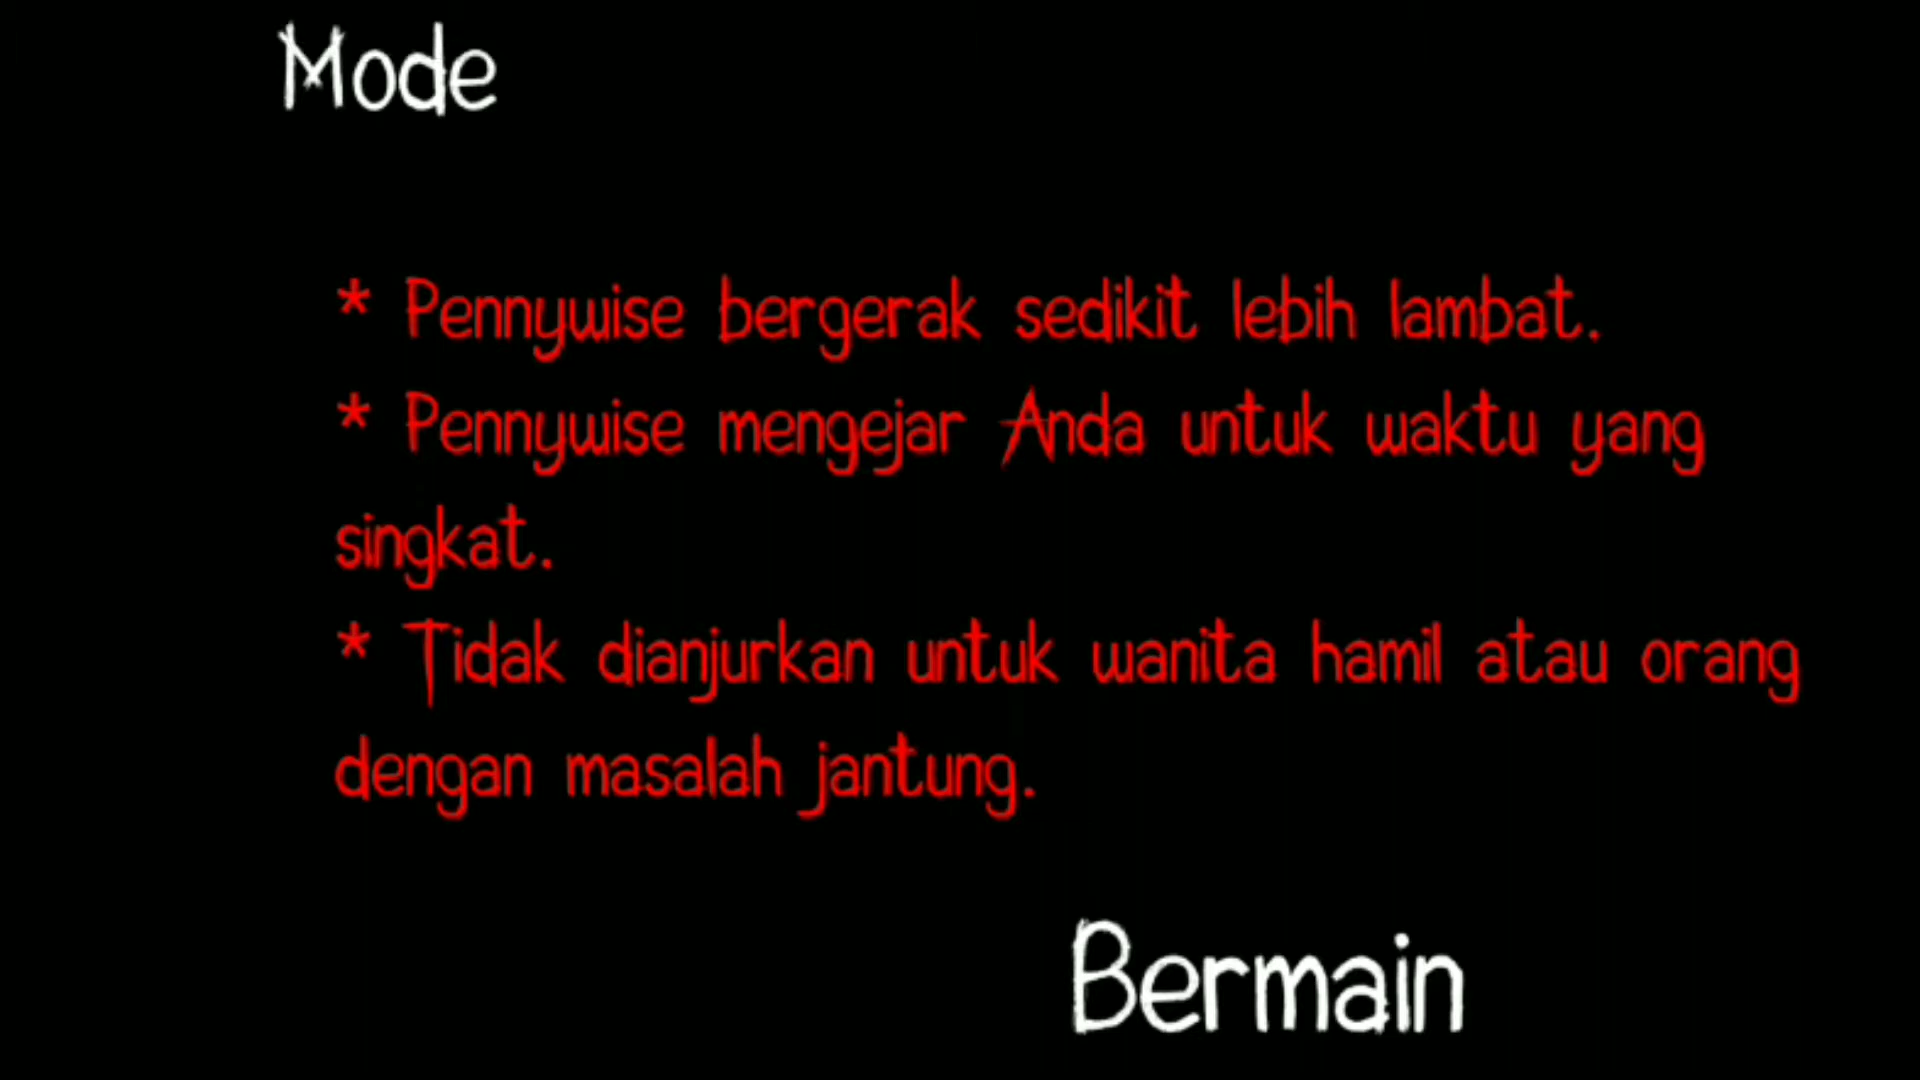 Mode
* Pennywise bergerak sedikit lebih lambat.
* Pennywise mengejar Anda untuk waktu yang
singkat.
* Tidak dianjurkan untuk wanita hamil atau orang
dengan masalah jantung.
Bermain